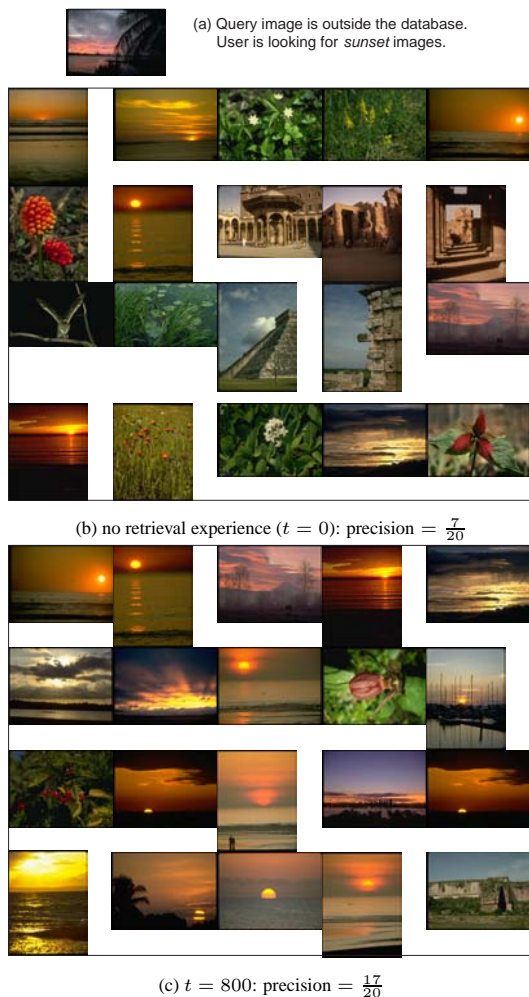 (a) Query image is outside the database.
User is looking for sunset images.
(b) no retrieval experience (t = 0): precision = 7/20
(c) t = 800: precision = 17/20